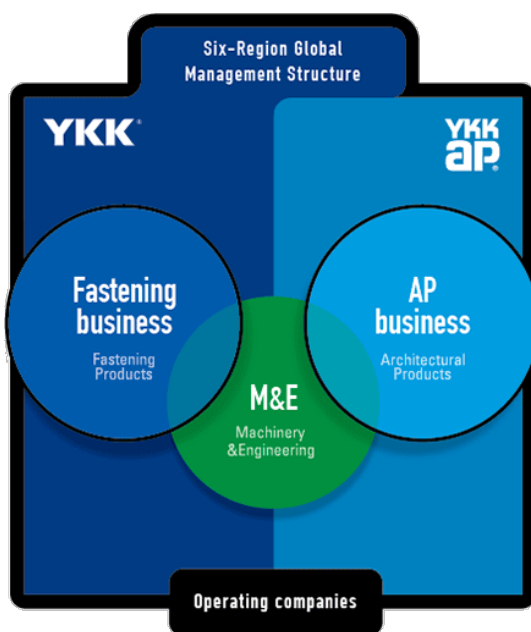 Six-Region Global
Management Structure
YKK®
YKK
ap®
Fastening
business
Fastening
Products
AP
business
Architectural
Products
M&E
Machinery
&Engineering
Operating companies